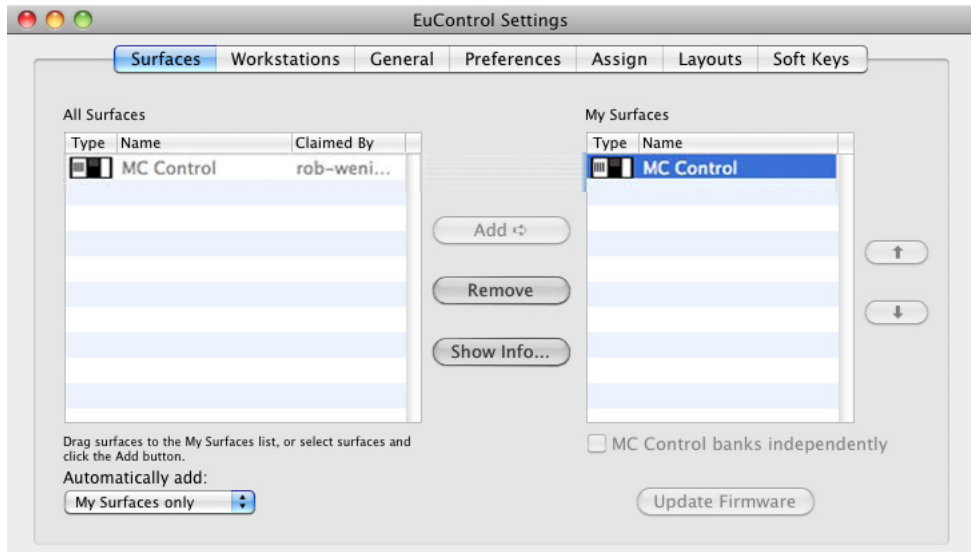 EuControl Settings
Surfaces Workstations General Preferences Assign Layouts Soft Keys
All Surfaces
Type Name Claimed By
MC Control rob-weni...
Add ⇨
Remove
Show Info...
Drag surfaces to the My Surfaces list, or select surfaces and
click the Add button.
Automatically add:
My Surfaces only
My Surfaces
Type Name
MC Control
MC Control banks independently
Update Firmware